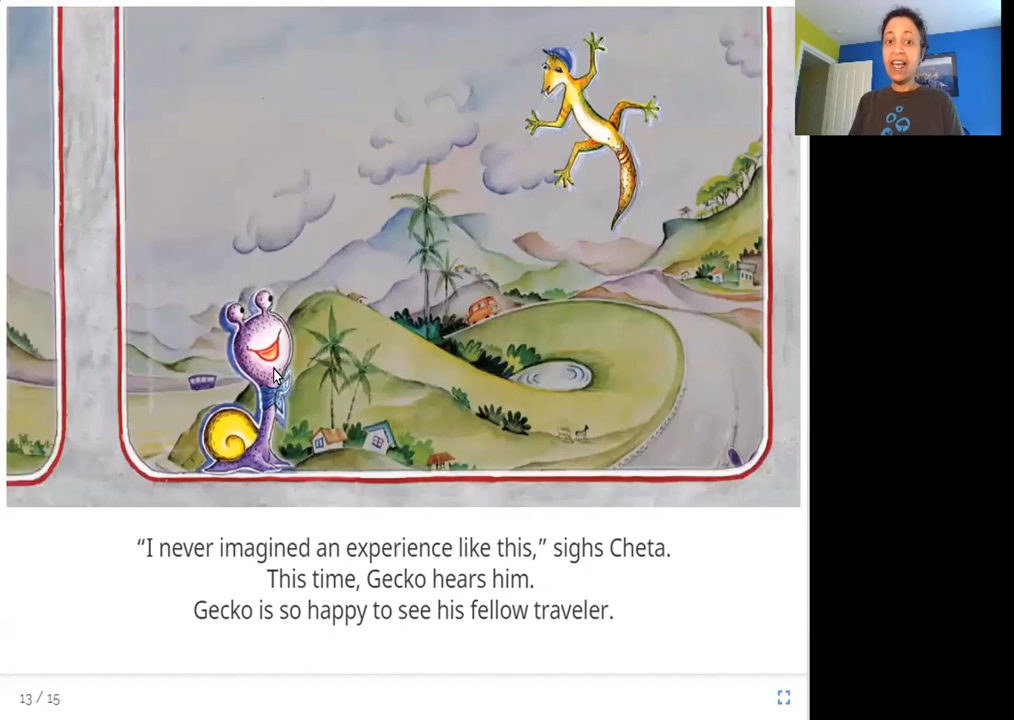 “I never imagined an experience like this,” sighs Cheta.
This time, Gecko hears him.
Gecko is so happy to see his fellow traveler.
13 / 15